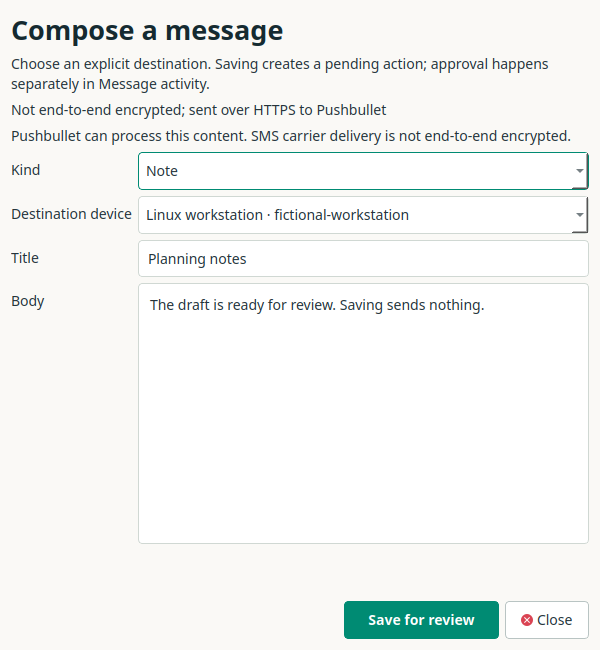 Compose a message
Choose an explicit destination. Saving creates a pending action; approval happens
separately in Message activity.
Not end-to-end encrypted; sent over HTTPS to Pushbullet
Pushbullet can process this content. SMS carrier delivery is not end-to-end encrypted.
Kind
Note
Destination device
Linux workstation · fictional-workstation
Title
Planning notes
Body
The draft is ready for review. Saving sends nothing.
Save for review
Close